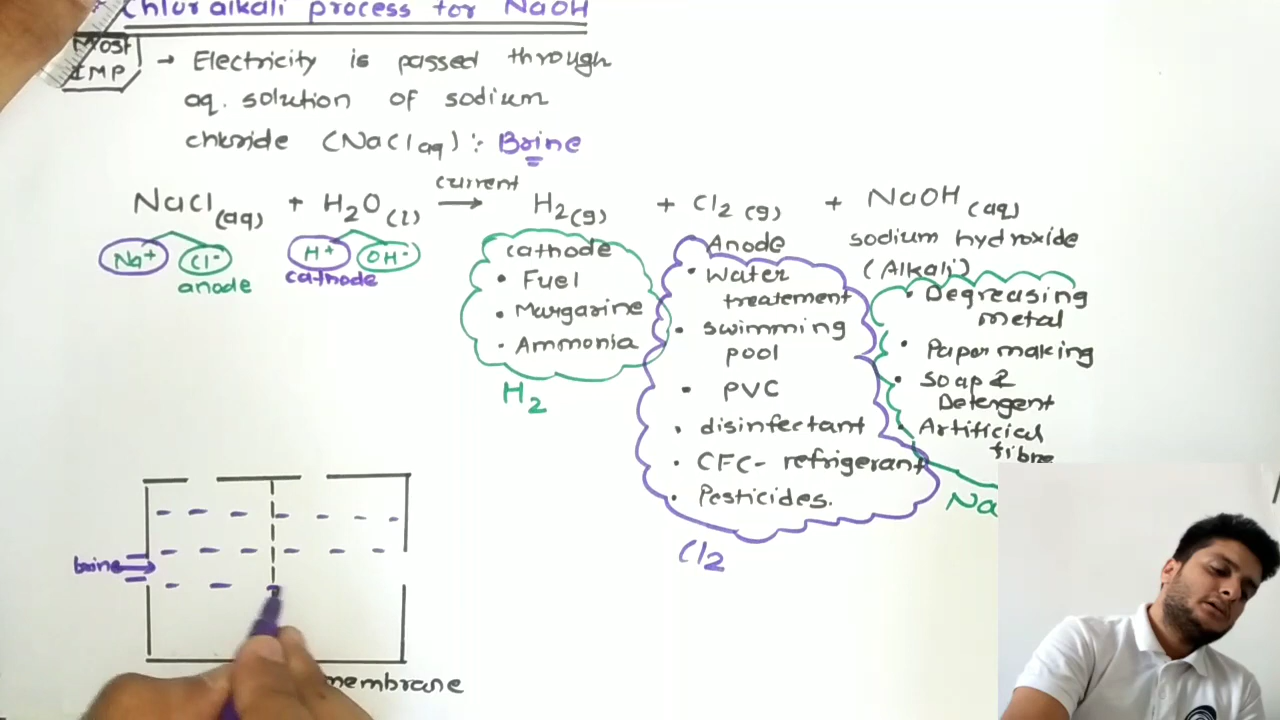 Chlor alkali process for NaOH
Most
IMP
→ Electricity is passed through
aq. solution of sodium
chloride (NaCl aq) : Brine
NaCl (aq) + H2O (l) current → H2(g) + Cl2 (g) + NaOH (aq)
Na+ Cl- H+ OH-
anode cathode
cathode
• Fuel
• Margarine
• Ammonia
H2
Anode
• Water
treatement
• swimming
pool
• PVC
• disinfectant
• CFC- refrigerant
• Pesticides.
Cl2
sodium hydroxide
(Alkali)
• Degreasing
metal
• Paper making
• Soap &
Detergent
• Artificial
fibre
Na
brine
membrane